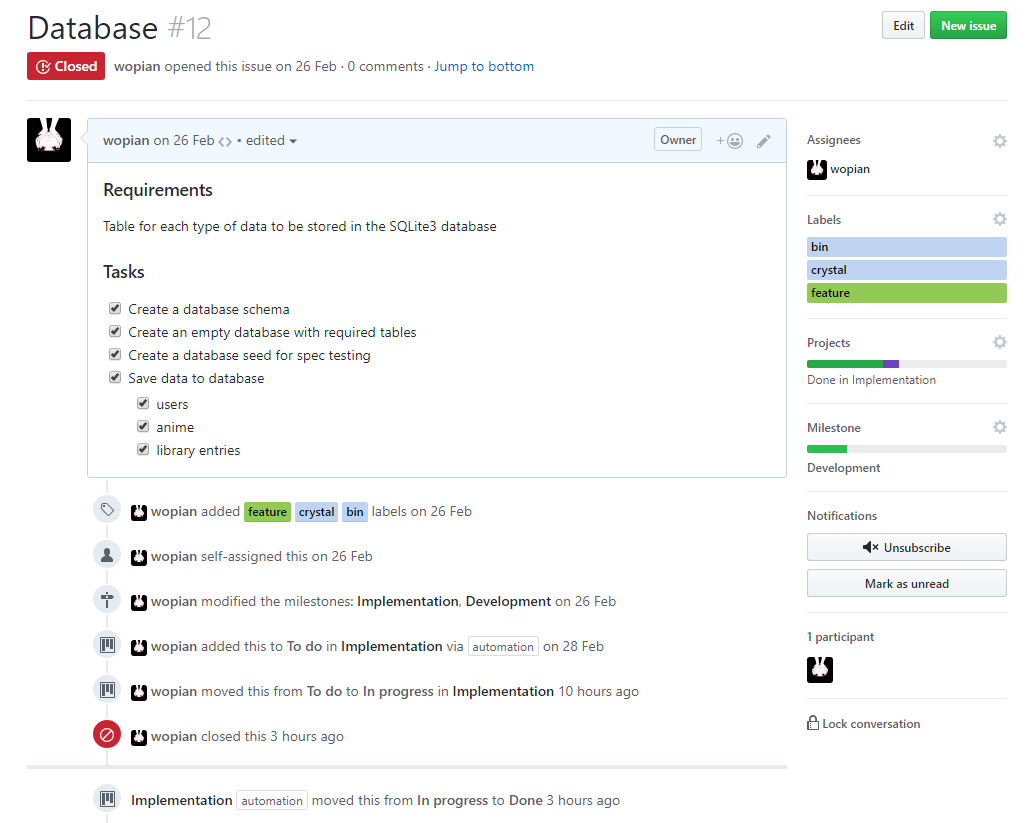 Database #12
Edit
New issue
Closed
wopian opened this issue on 26 Feb · 0 comments · Jump to bottom
wopian on 26 Feb <> • edited
Owner
+
Requirements
Table for each type of data to be stored in the SQLite3 database
Tasks
Create a database schema
Create an empty database with required tables
Create a database seed for spec testing
Save data to database
users
anime
library entries
wopian added feature crystal bin labels on 26 Feb
wopian self-assigned this on 26 Feb
wopian modified the milestones: Implementation, Development on 26 Feb
wopian added this to To do in Implementation via automation on 28 Feb
wopian moved this from To do to In progress in Implementation 10 hours ago
wopian closed this 3 hours ago
Implementation automation moved this from In progress to Done 3 hours ago
Assignees
wopian
Labels
bin
crystal
feature
Projects
Done in Implementation
Milestone
Development
Notifications
Unsubscribe
Mark as unread
1 participant
Lock conversation